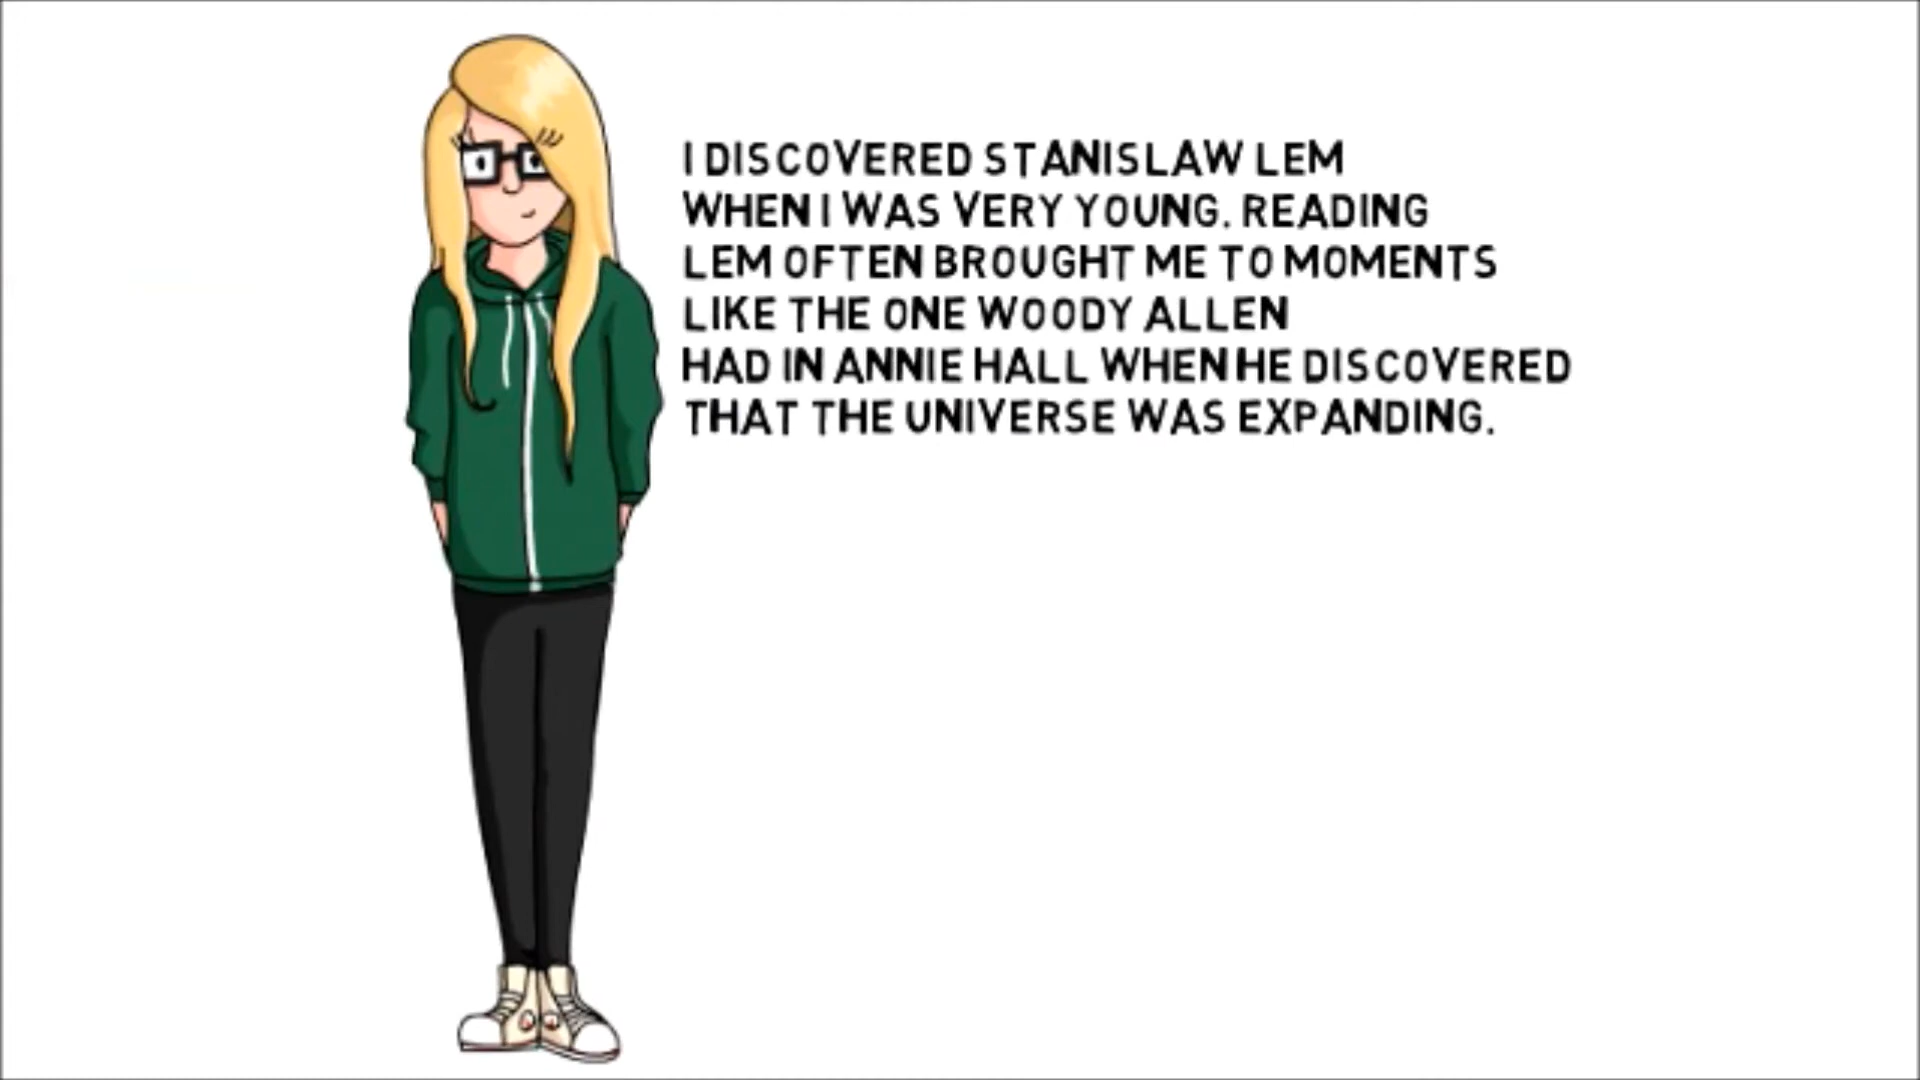 I DISCOVERED STANISLAW LEM
WHEN I WAS VERY YOUNG. READING
LEM OFTEN BROUGHT ME TO MOMENTS
LIKE THE ONE WOODY ALLEN
HAD IN ANNIE HALL WHEN HE DISCOVERED
THAT THE UNIVERSE WAS EXPANDING.